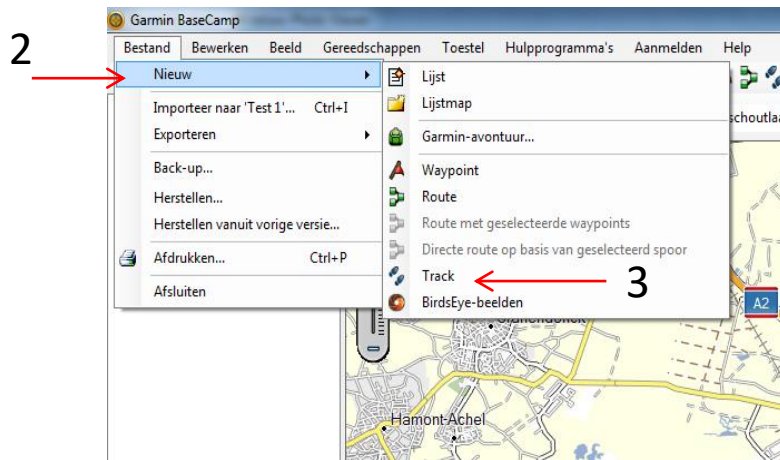 Garmin BaseCamp
Bestand Bewerken Beeld Gereedschappen Toestel Hulpprogramma's Aanmelden Help
2
Nieuw
Importeer naar 'Test 1'... Ctrl+I
Exporteren
Back-up...
Herstellen...
Herstellen vanuit vorige versie...
Afdrukken... Ctrl+P
Afsluiten
Lijst
Lijstmap
Garmin-avontuur...
Waypoint
Route
Route met geselecteerde waypoints
Directe route op basis van geselecteerd spoor
Track
3
BirdsEye-beelden
A2
Hamont-Achel